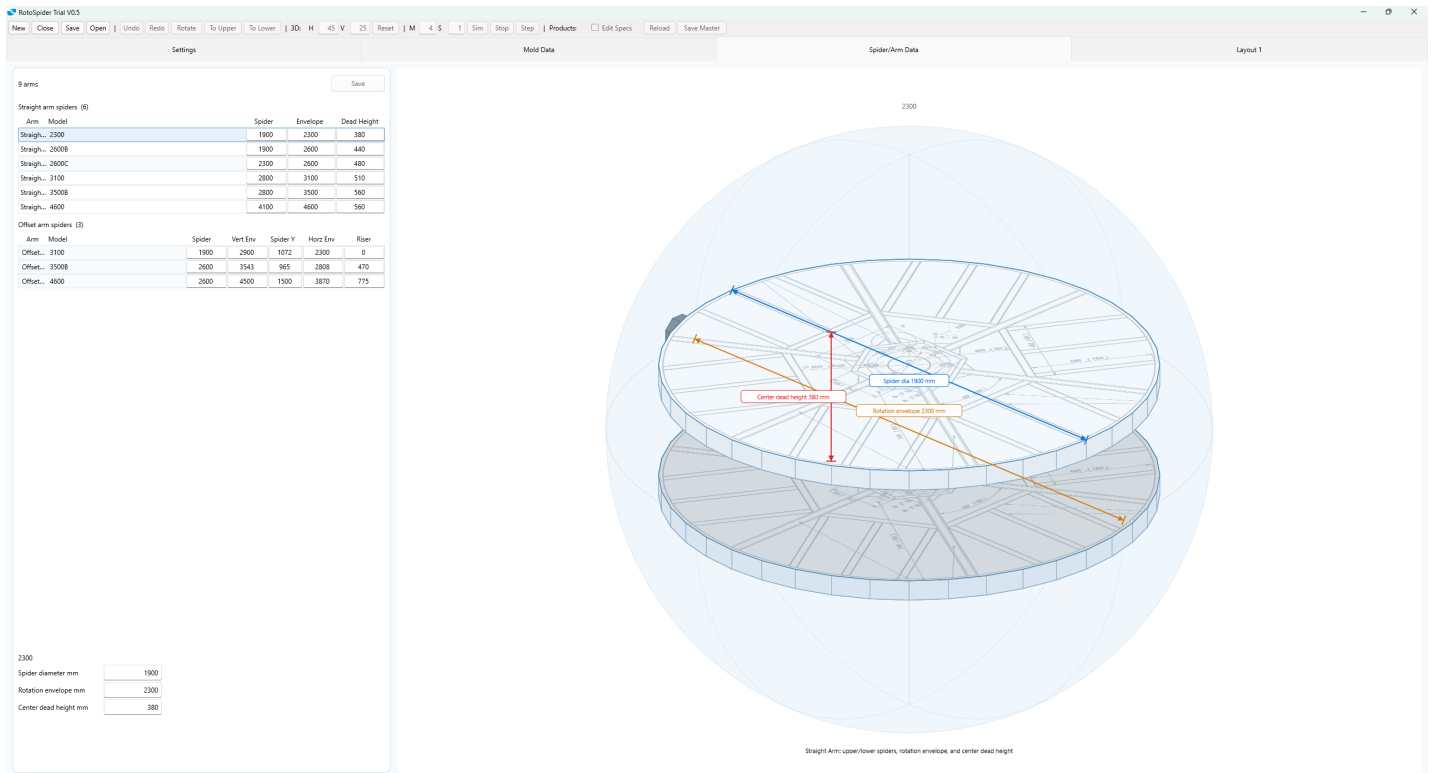 RotoSpider Trial V0.5
New Close Save Open | Undo Redo Rotate To Upper To Lower | 3D: H 45 V 25 Reset | M 4 S 1 Sim Stop Step | Products: Edit Specs Reload Save Master
Settings Mold Data Spider/Arm Data Layout 1
9 arms Save
Straight arm spiders (6)
Arm Model Spider Envelope Dead Height
Straigh... 2300 1900 2300 380
Straigh... 2600B 1900 2600 440
Straigh... 2600C 2300 2600 480
Straigh... 3100 2800 3100 510
Straigh... 3500B 2800 3500 560
Straigh... 4600 4100 4600 560
Offset arm spiders (3)
Arm Model Spider Vert Env Spider Y Horz Env Riser
Offset... 3100 1900 2900 1072 2300 0
Offset... 3500B 2600 3543 965 2808 470
Offset... 4600 2600 4500 1500 3870 775
2300
Spider diameter mm 1900
Rotation envelope mm 2300
Center dead height mm 380
2300
Spider dia 1900 mm
Center dead height 380 mm
Rotation envelope 2300 mm
Straight Arm: upper/lower spiders, rotation envelope, and center dead height